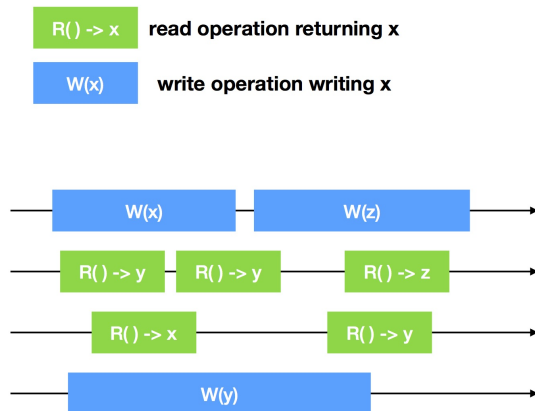 R( ) -> x read operation returning x
W(x) write operation writing x
W(x) W(z)
R( ) -> y R( ) -> y R( ) -> z
R( ) -> x R( ) -> y
W(y)